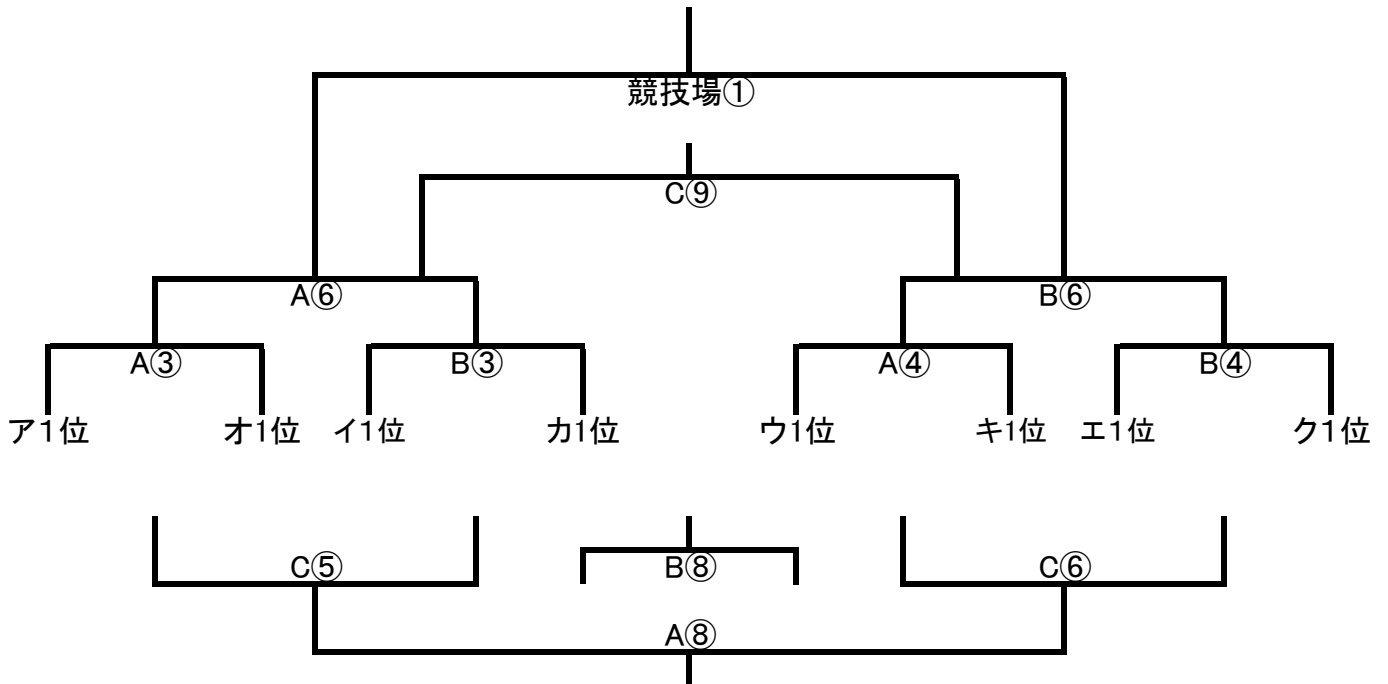 競技場①
C⑨
A⑥ B⑥
A③ B③ A④ B④
ア１位 オ1位 イ1位 カ1位 ウ1位 キ1位 エ1位 ク１位
C⑤ B⑧ C⑥
A⑧